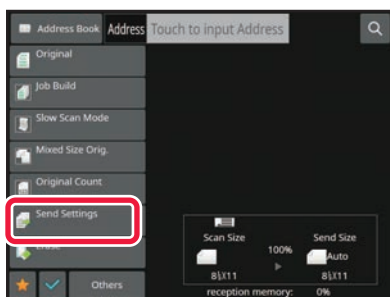 Address Book Address Touch to input Address
Original
Job Build
Slow Scan Mode
Mixed Size Orig.
Original Count
Send Settings
Erase
Others
Scan Size 100% Send Size
Auto
8½X11 8½X11
reception memory: 0%